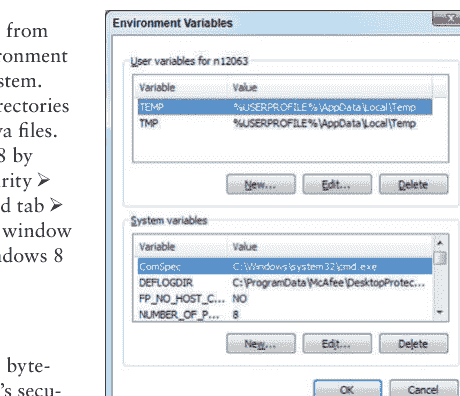 from
ronment
stem.
rectories
va files.
8 by
rity ➢
d tab ➢
window
ndows 8
byte-
's secu-
Environment Variables
User variables for n12063
Variable Value
TEMP %USERPROFILE%\AppData\Local\Temp
TMP %USERPROFILE%\AppData\Local\Temp
New... Edit... Delete
System variables
Variable Value
ComSpec C:\Windows\system32\cmd.exe
DEFLOGDIR C:\ProgramData\McAfee\DesktopProtec...
FP_NO_HOST_C... NO
NUMBER_OF_P... 8
New... Edit... Delete
OK Cancel